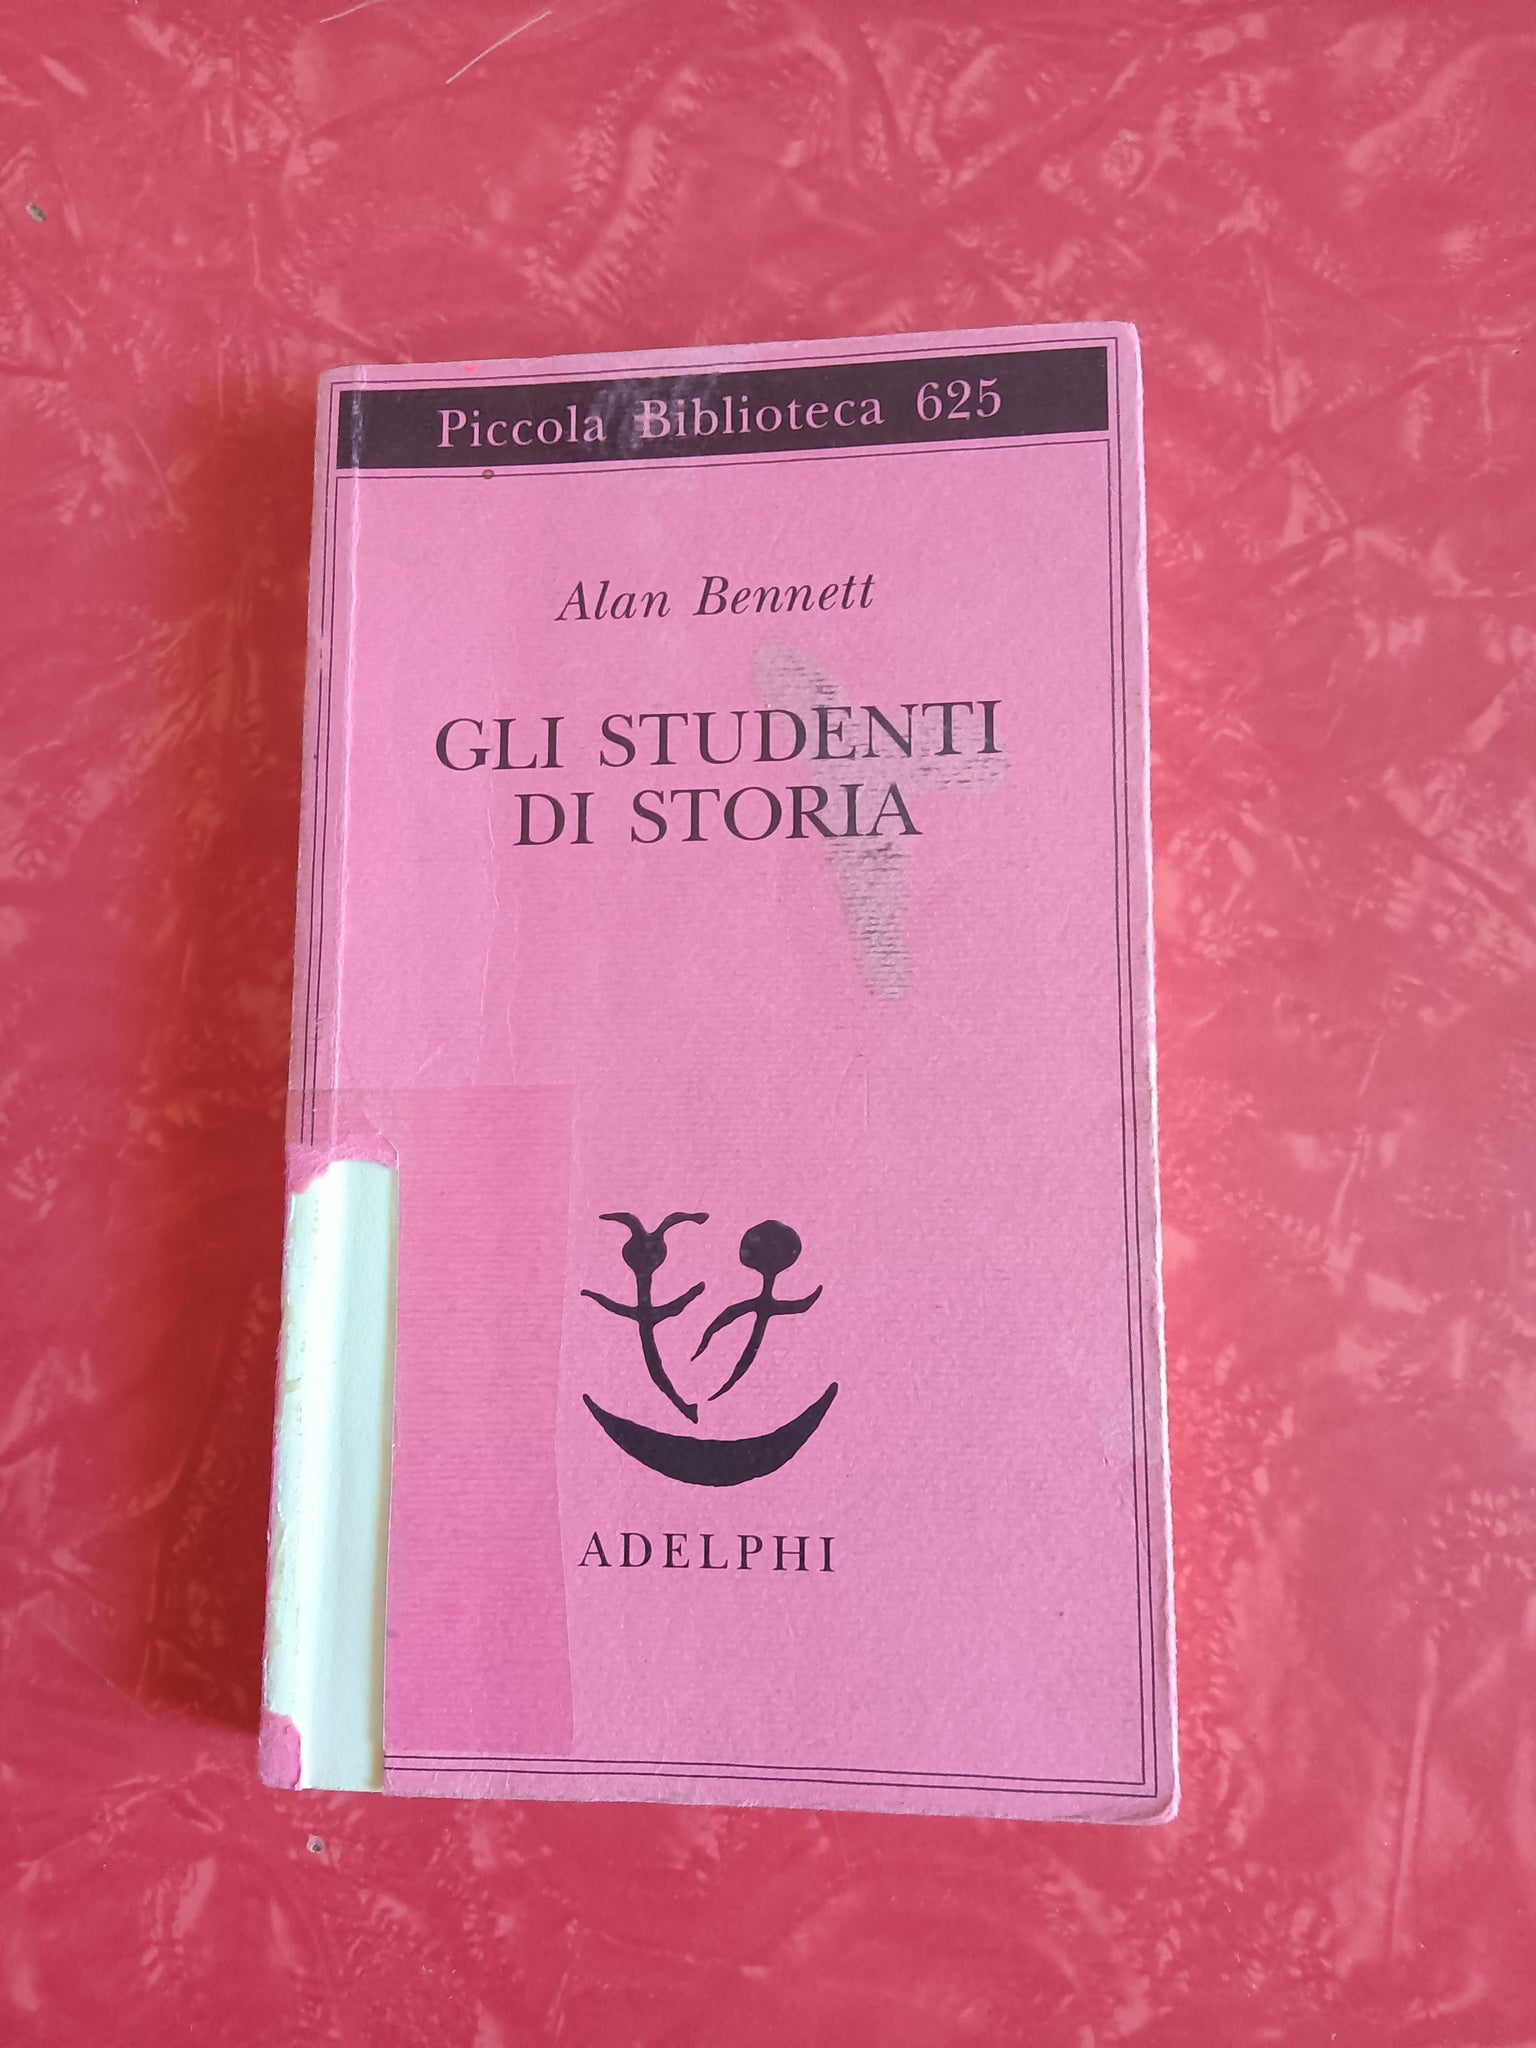 Piccola Biblioteca 625
Alan Bennett
GLI STUDENTI
DI STORIA
ADELPHI